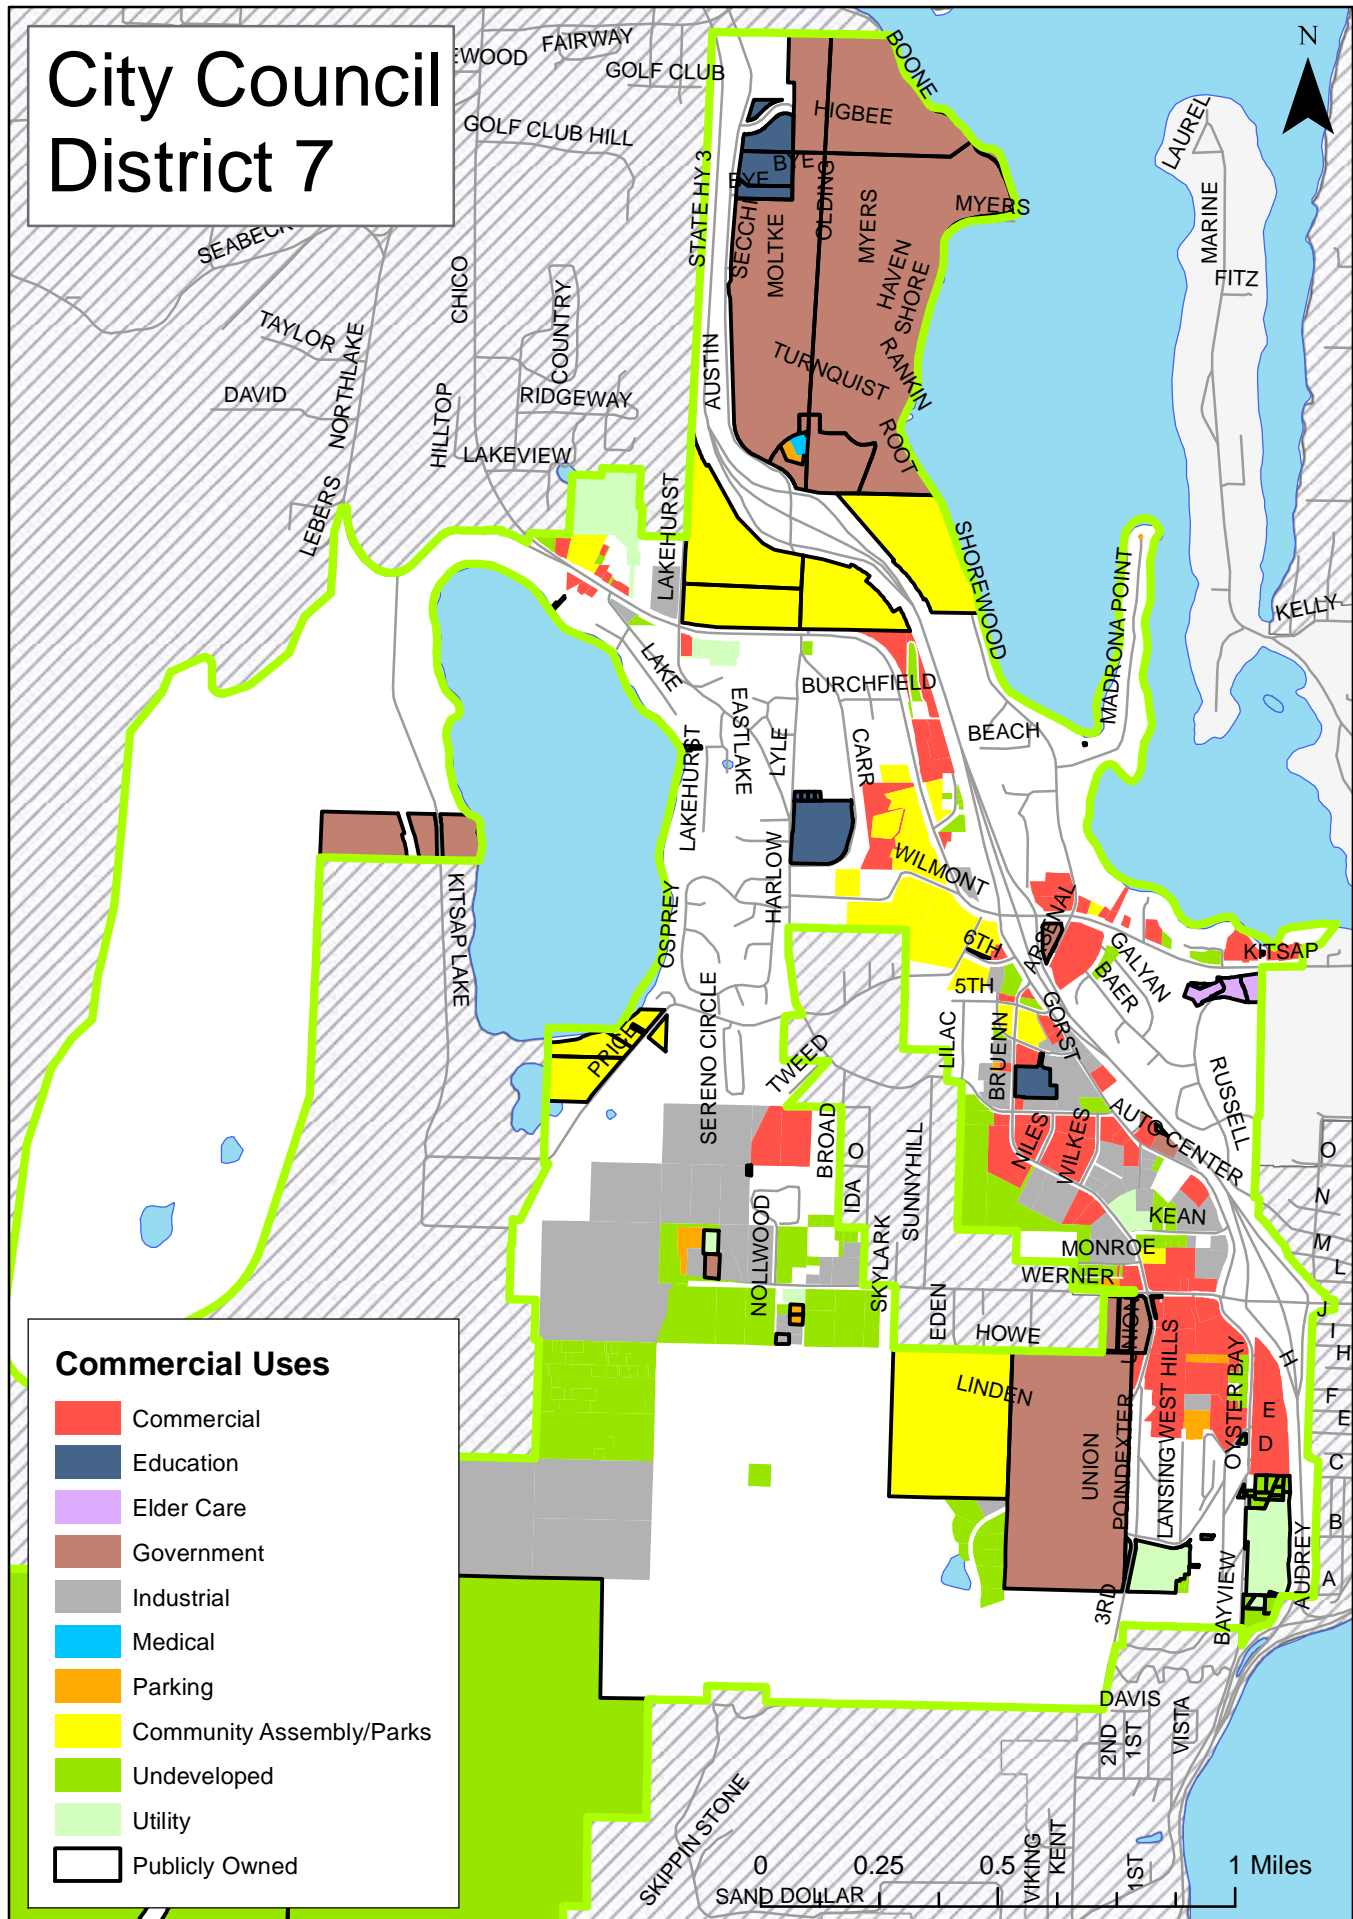 City Council
District 7
N
EWOOD
FAIRWAY
GOLF CLUB
GOLF CLUB HILL
BOONE
HIGBEE
BYE
BYE
STATE HY 3
SECCHI
MOLTKE
OLDING
MYERS
MYERS
HAVEN
SHORE
LAUREL
MARINE
FITZ
SEABECK
CHICO
TAYLOR
NORTHLAKE
COUNTRY
DAVID
HILLTOP
RIDGEWAY
LAKEVIEW
AUSTIN
TURNQUIST
RANKIN
ROOT
LEBERS
LAKEHURST
SHOREWOOD
MADRONA POINT
KELLY
LAKE
BURCHFIELD
EASTLAKE
LAKEHURST
LYLE
CARR
BEACH
HARLOW
WILMONT
KITSAP LAKE
OSPREY
ARSENAL
6TH
5TH
GALYAN
BAER
KITSAP
SERENO CIRCLE
LILAC
BRUENN
GORST
PRICE
TWEED
RUSSELL
BROAD
NILES
WILKES
AUTO CENTER
O
IDA
SUNNYHILL
O
N
M
L
NOLLWOOD
SKYLARK
KEAN
MONROE
WERNER
EDEN
HOWE
UNION
J
I
H
H
F
E
C
B
A
LINDEN
UNION
POINDEXTER
LANSING
WEST HILLS
OYSTER BAY
E
D
3RD
BAYVIEW
AUDREY
DAVIS
2ND
1ST
VISTA
SKIPPIN STONE
SAND DOLLAR
VIKING
KENT
1ST
Commercial Uses
Commercial
Education
Elder Care
Government
Industrial
Medical
Parking
Community Assembly/Parks
Undeveloped
Utility
Publicly Owned
0 0.25 0.5 1 Miles